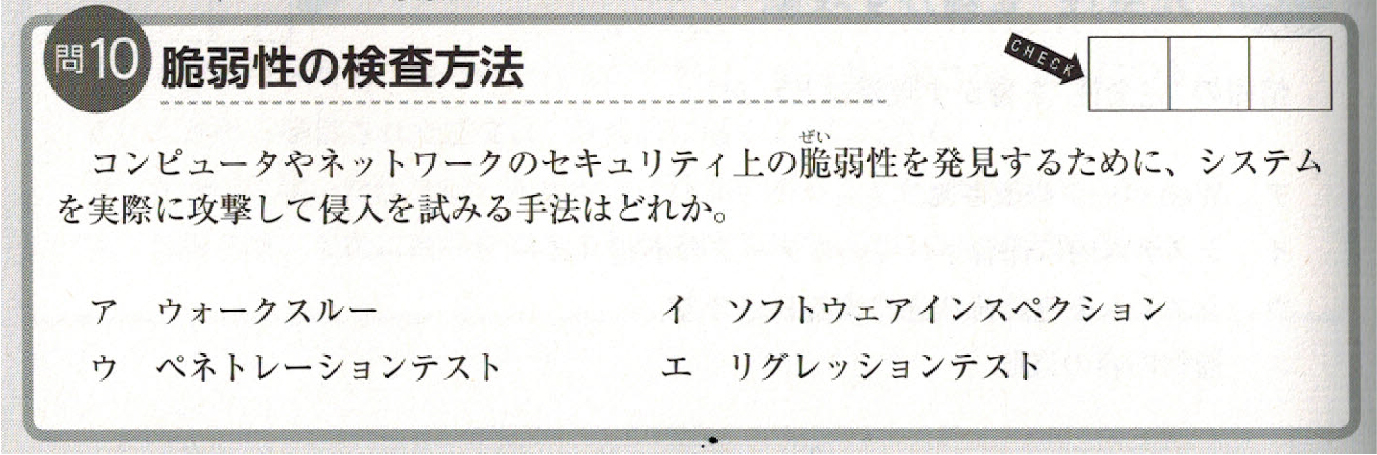 問10 脆弱性の検査方法
CHECK
ぜい
コンピュータやネットワークのセキュリティ上の脆弱性を発見するために、システム
を実際に攻撃して侵入を試みる手法はどれか。
ア ウォークスルー イ ソフトウェアインスペクション
ウ ペネトレーションテスト エ リグレッションテスト